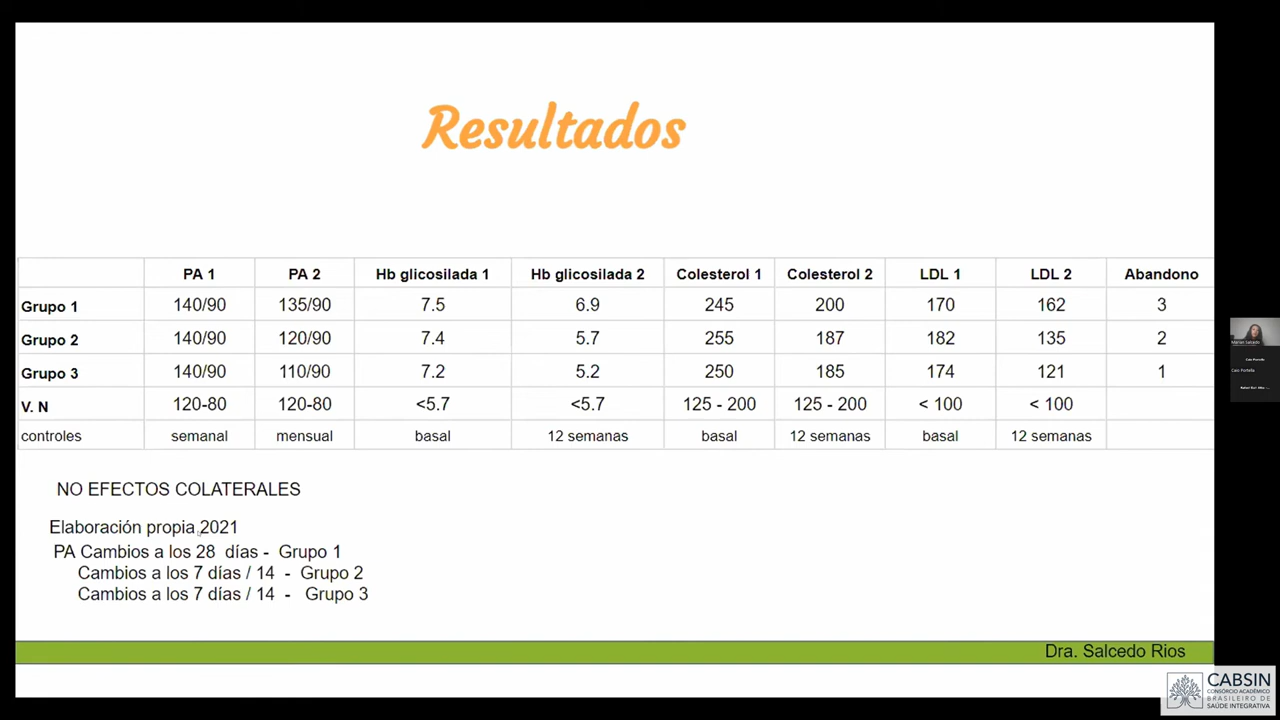 Resultados
PA 1 PA 2 Hb glicosilada 1 Hb glicosilada 2 Colesterol 1 Colesterol 2 LDL 1 LDL 2 Abandono
Grupo 1 140/90 135/90 7.5 6.9 245 200 170 162 3
Grupo 2 140/90 120/90 7.4 5.7 255 187 182 135 2
Grupo 3 140/90 110/90 7.2 5.2 250 185 174 121 1
V. N 120-80 120-80 <5.7 <5.7 125 - 200 125 - 200 < 100 < 100
controles semanal mensual basal 12 semanas basal 12 semanas basal 12 semanas
NO EFECTOS COLATERALES
Elaboración propia 2021
PA Cambios a los 28 días - Grupo 1
Cambios a los 7 días / 14 - Grupo 2
Cambios a los 7 días / 14 - Grupo 3
Dra. Salcedo Rios
Caio Portella
Caio Portella
CABSIN
CONSÓRCIO ACADÊMICO
BRASILEIRO DE
SAÚDE INTEGRATIVA